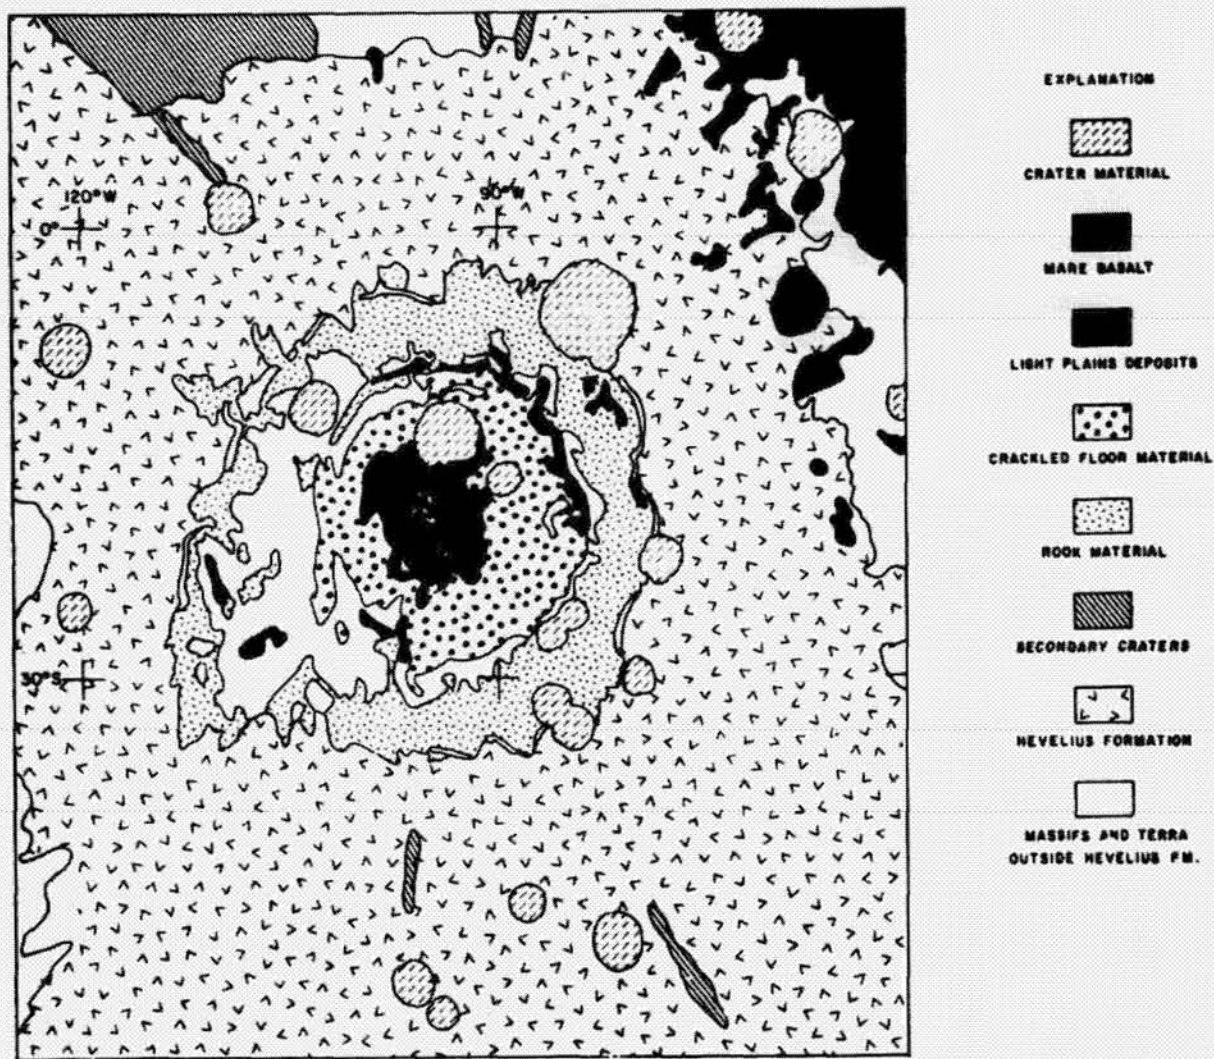 EXPLANATION
CRATER MATERIAL
MARE BASALT
LIGHT PLAINS DEPOSITS
CRACKLED FLOOR MATERIAL
ROOK MATERIAL
SECONDARY CRATERS
HEVELIUS FORMATION
MASSIFS AND TERRA
OUTSIDE HEVELIUS FM.
120°W
90°W
0°
30°S